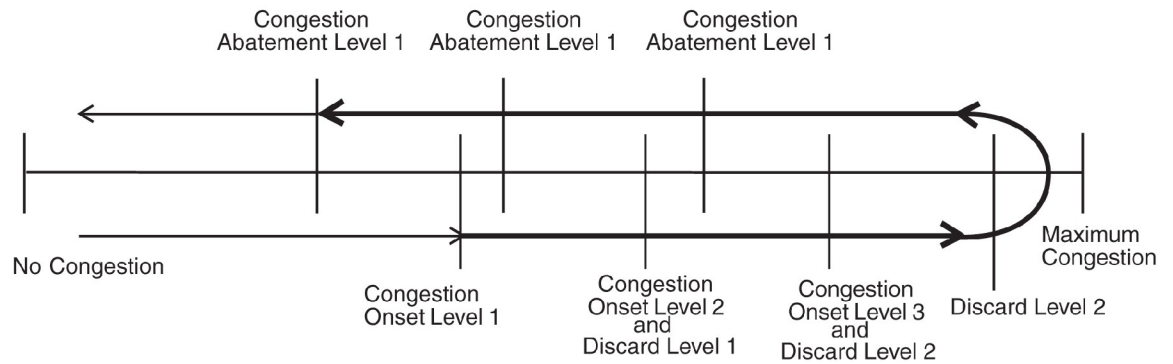 Congestion
Abatement Level 1
Congestion
Abatement Level 1
Congestion
Abatement Level 1
No Congestion
Congestion
Onset Level 1
Congestion
Onset Level 2
and
Discard Level 1
Congestion
Onset Level 3
and
Discard Level 2
Discard Level 2
Maximum
Congestion